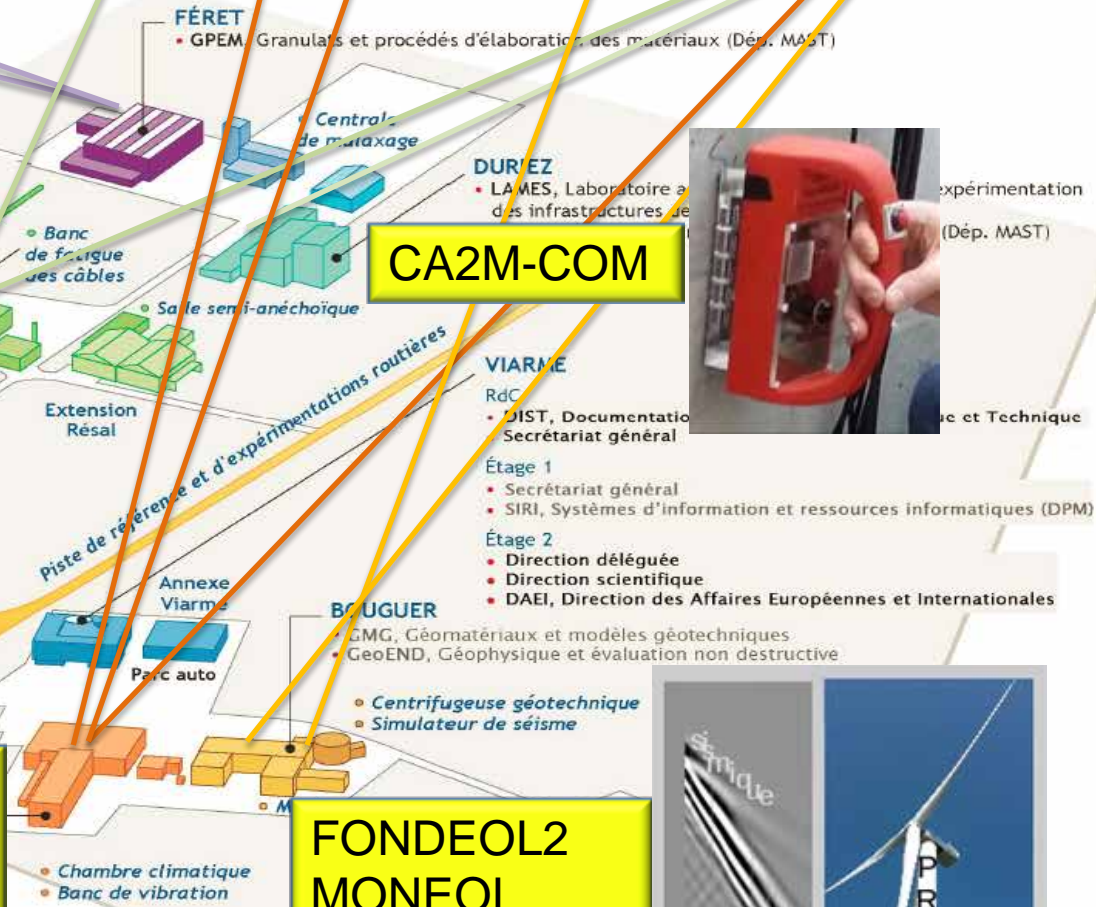 FÉRET
• GPEM, Granulats et procédés d'élaboration des matériaux (Dép. MAST)
• Centrale
de malaxage
DURIEZ
• LAMES, Laboratoire a expérimentation
des infrastructures de
(Dép. MAST)
CA2M-COM
• Banc
de fatigue
des câbles
• Salle semi-anéchoïque
Extension
Résal
Piste de référence et d'expérimentations routières
VIARME
RdC
• DIST, Documentatio ue et Technique
• Secrétariat général
Étage 1
• Secrétariat général
• SIRI, Systèmes d'information et ressources informatiques (DPM)
Étage 2
• Direction déléguée
• Direction scientifique
• DAEI, Direction des Affaires Européennes et Internationales
Annexe
Viarme
Parc auto
BOUGUER
• GMG, Géomatériaux et modèles géotechniques
• GeoEND, Géophysique et évaluation non destructive
• Centrifugeuse géotechnique
• Simulateur de séisme
• M
sismique
FONDEOL2
MONEOL
• Chambre climatique
• Banc de vibration
P
R